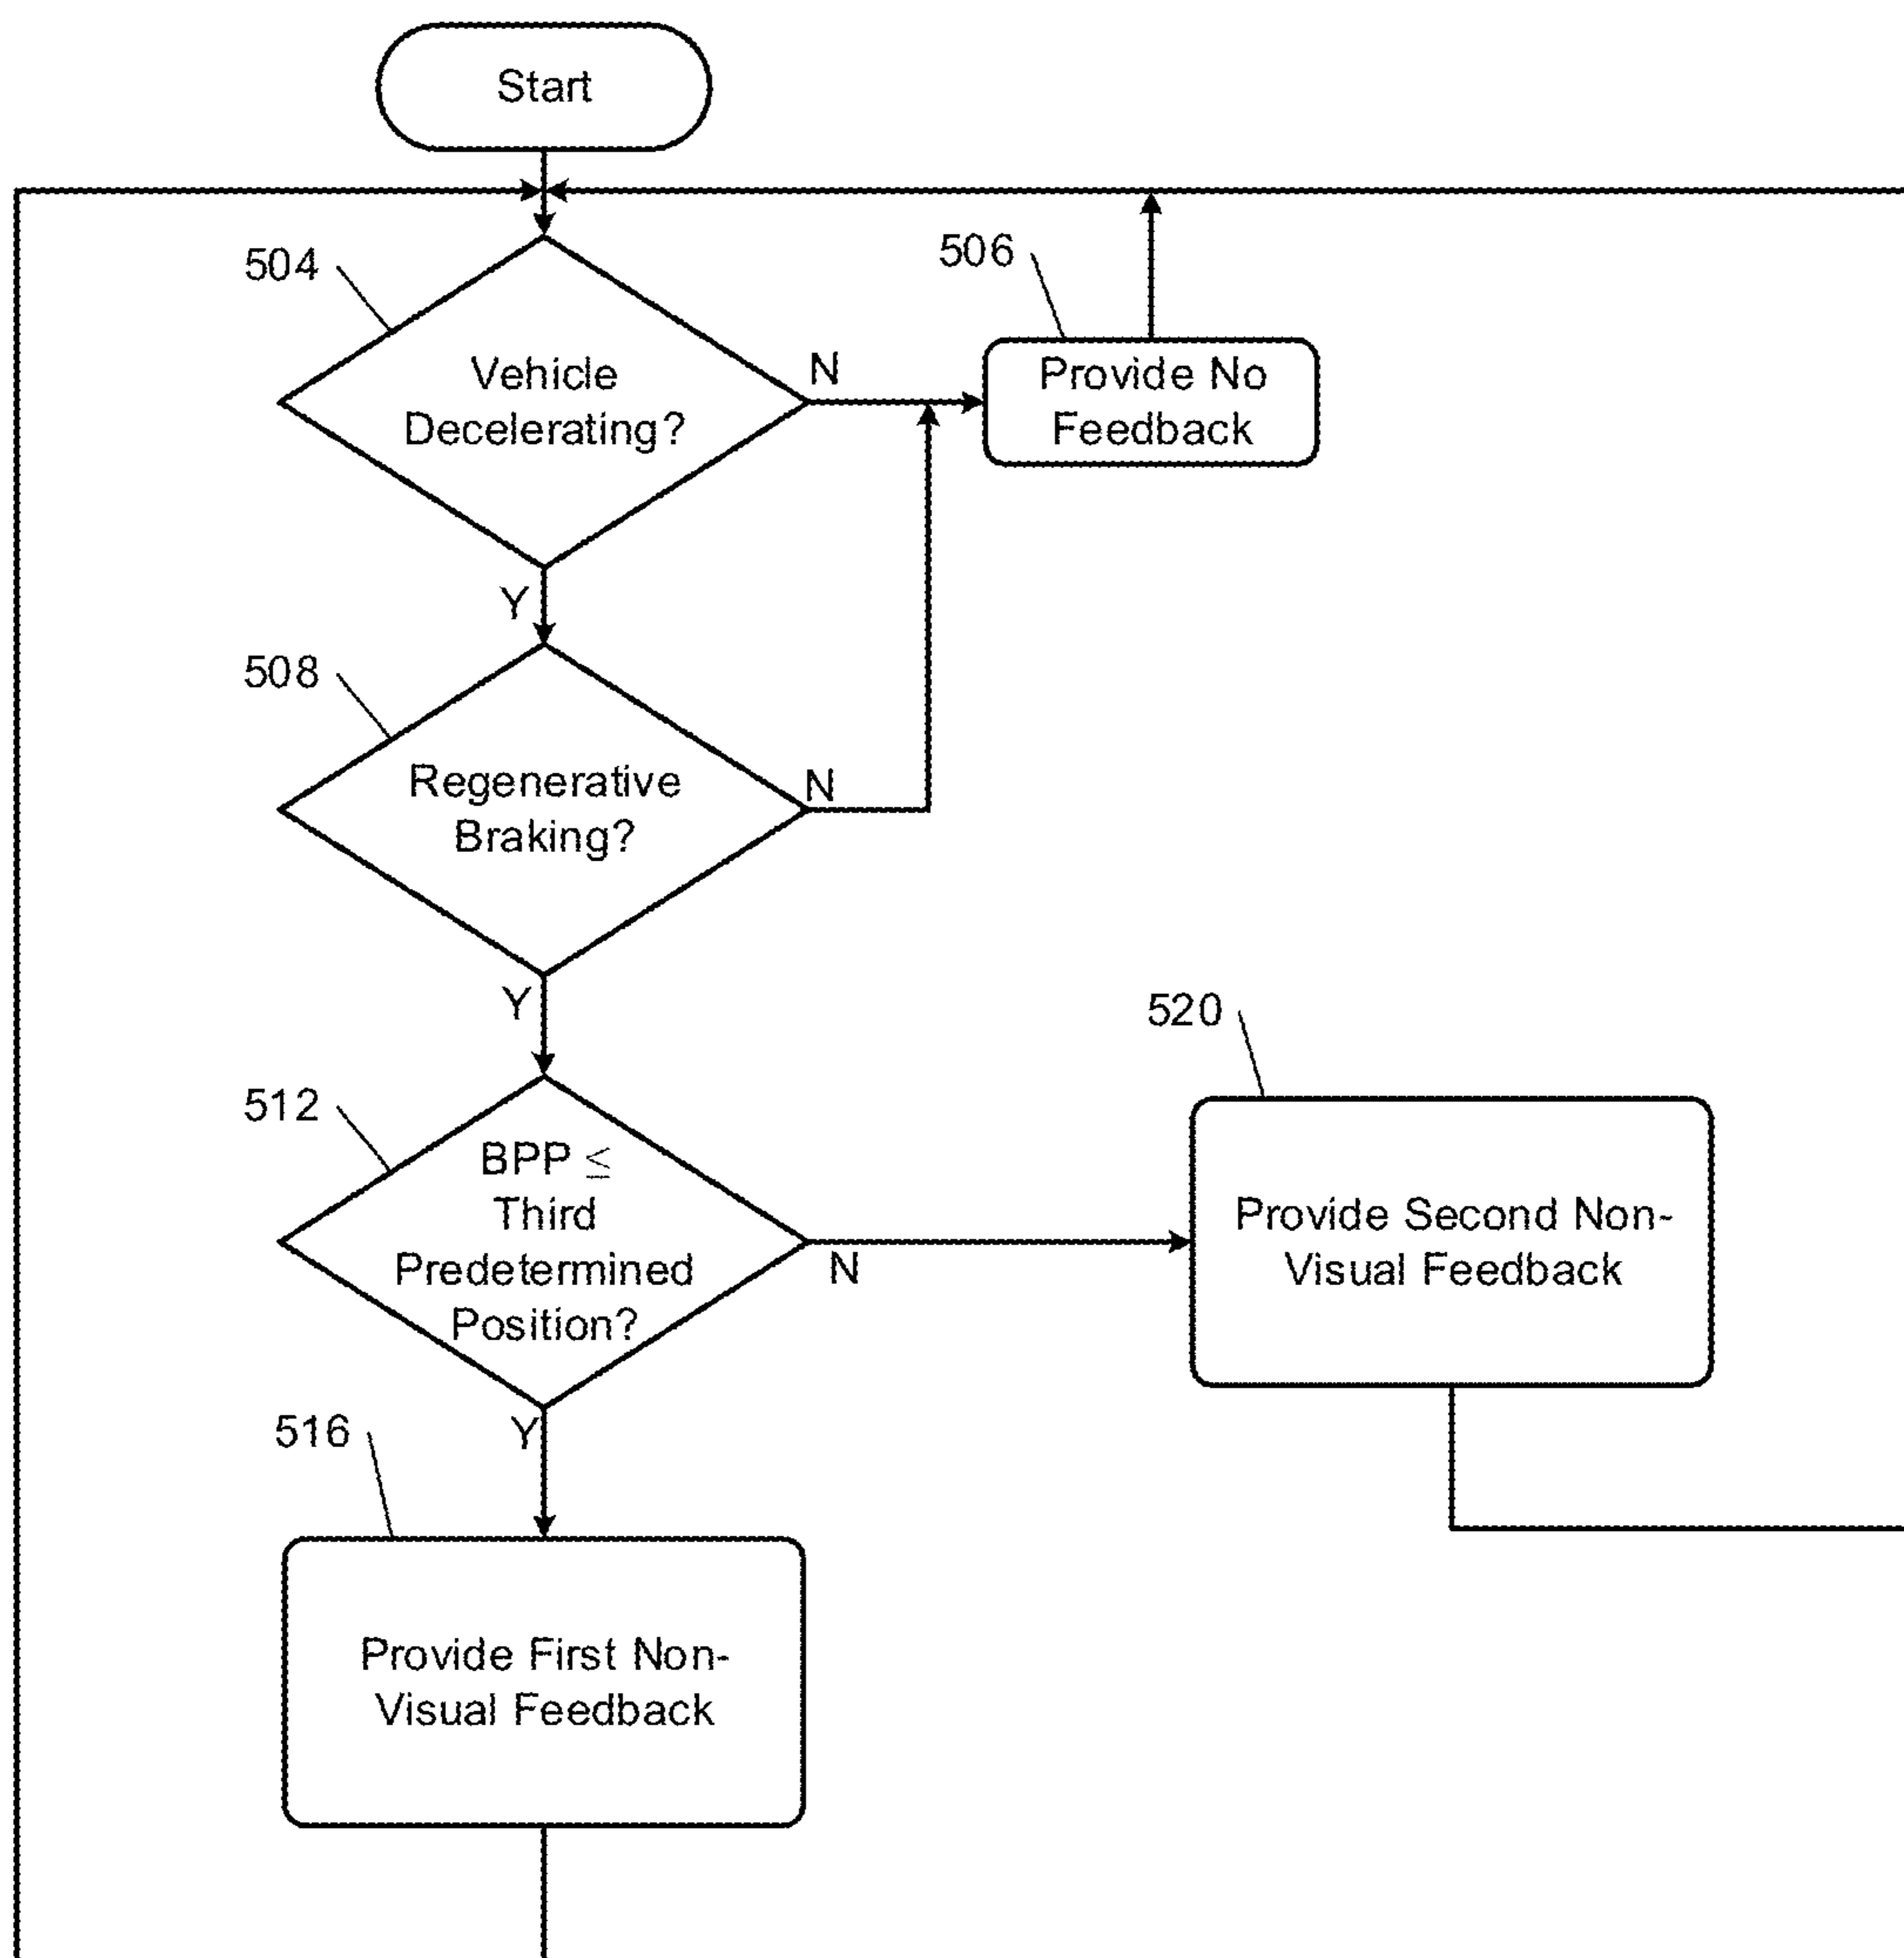 Start
504
Vehicle
Decelerating?
N
506
Provide No
Feedback
Y
508
Regenerative
Braking?
N
Y
512
BPP ≦
Third
Predetermined
Position?
N
520
Provide Second Non-
Visual Feedback
Y
516
Provide First Non-
Visual Feedback